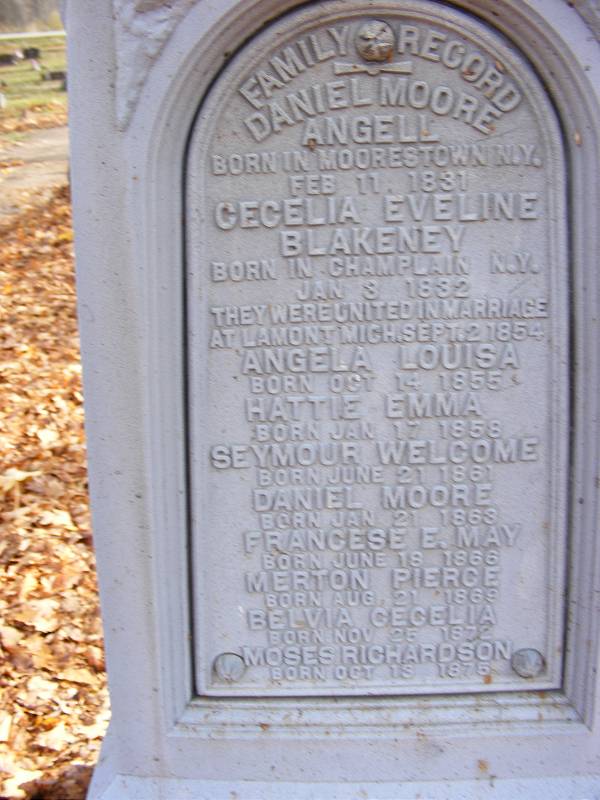 FAMILY RECORD
DANIEL MOORE
ANGELL
BORN IN MOORESTOWN N.Y.
FEB 11 1831
CECELIA EVELINE
BLAKENEY
BORN IN CHAMPLAIN N.Y.
JAN 3 1832
THEY WERE UNITED IN MARRIAGE
AT LAMONT MICH. SEPT. 21854
ANGELA LOUISA
BORN OCT 14 1855
HATTIE EMMA
BORN JAN 17 1858
SEYMOUR WELCOME
BORN JUNE 21 1861
DANIEL MOORE
BORN JAN 21 1863
FRANCESE E. MAY
BORN JUNE 18 1866
MERTON PIERCE
BORN AUG. 21 1869
BELVIA CECELIA
BORN NOV 25 1872
MOSES RICHARDSON
BORN OCT 13 1875